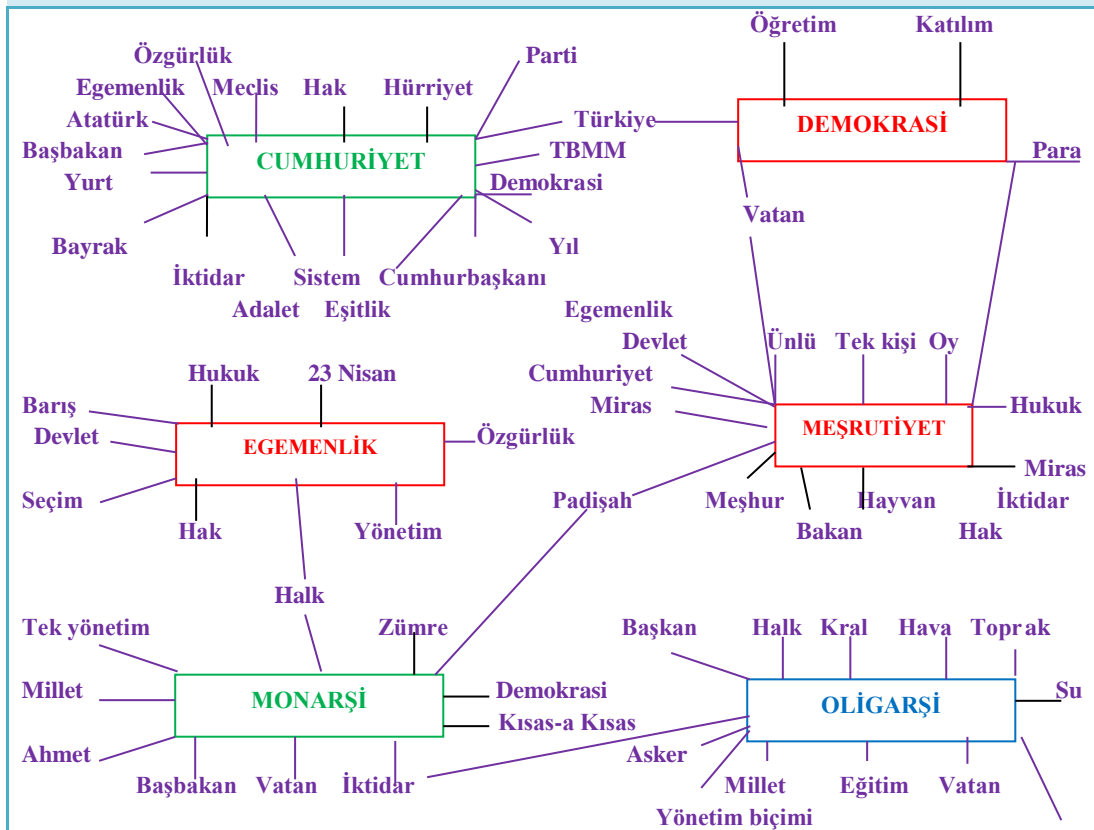 Öğretim Katılım
Özgürlük Parti
Egemenlik Meclis Hak Hürriyet
Atatürk Türkiye DEMOKRASİ
Başbakan CUMHURİYET TBMM Para
Yurt Demokrasi
Vatan
Bayrak Yıl
İktidar Sistem Cumhurbaşkanı
Adalet Eşitlik Egemenlik
Devlet Ünlü Tek kişi Oy
Hukuk 23 Nisan Cumhuriyet
Barış Miras Hukuk
Devlet EGEMENLİK Özgürlük MEŞRUTİYET
Miras
Seçim Padişah Meşhur Hayvan İktidar
Hak Yönetim Bakan Hak
Halk
Tek yönetim Zümre Başkan Halk Kral Hava Toprak
Millet MONARŞİ Demokrasi OLİGARŞİ Su
Kısas-a Kısas
Ahmet Asker
Başbakan Vatan İktidar Millet Eğitim Vatan
Yönetim biçimi